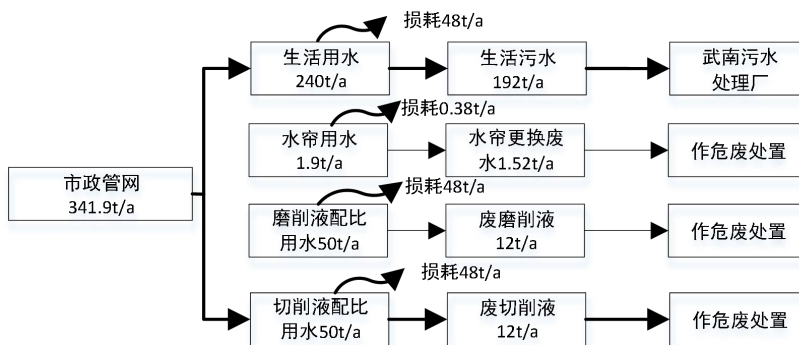 损耗48t/a
生活用水
240t/a
生活污水
192t/a
武南污水
处理厂
损耗0.38t/a
水帘用水
1.9t/a
水帘更换废
水1.52t/a
作危废处置
市政管网
341.9t/a
损耗48t/a
磨削液配比
用水50t/a
废磨削液
12t/a
作危废处置
损耗48t/a
切削液配比
用水50t/a
废切削液
12t/a
作危废处置